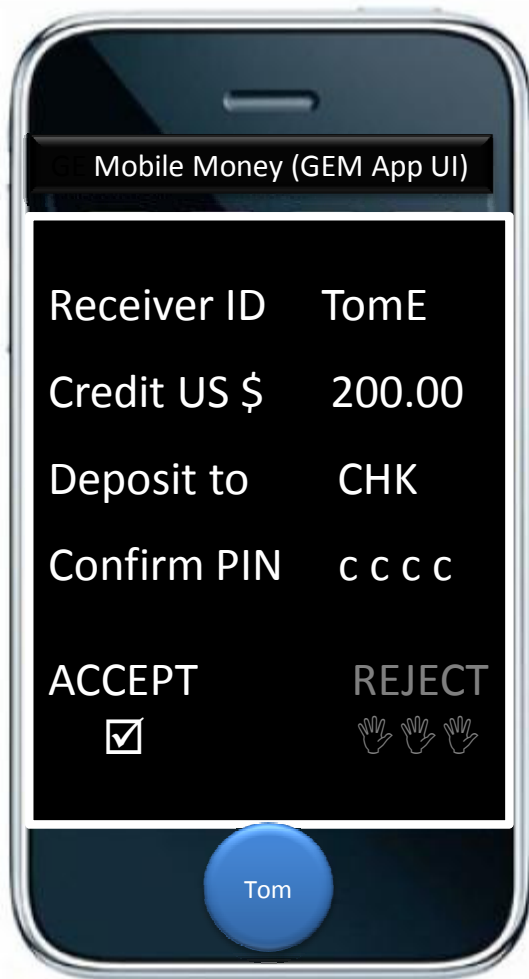 Mobile Money (GEM App UI)
Receiver ID TomE
Credit US $ 200.00
Deposit to CHK
Confirm PIN c c c c
ACCEPT REJECT
Tom